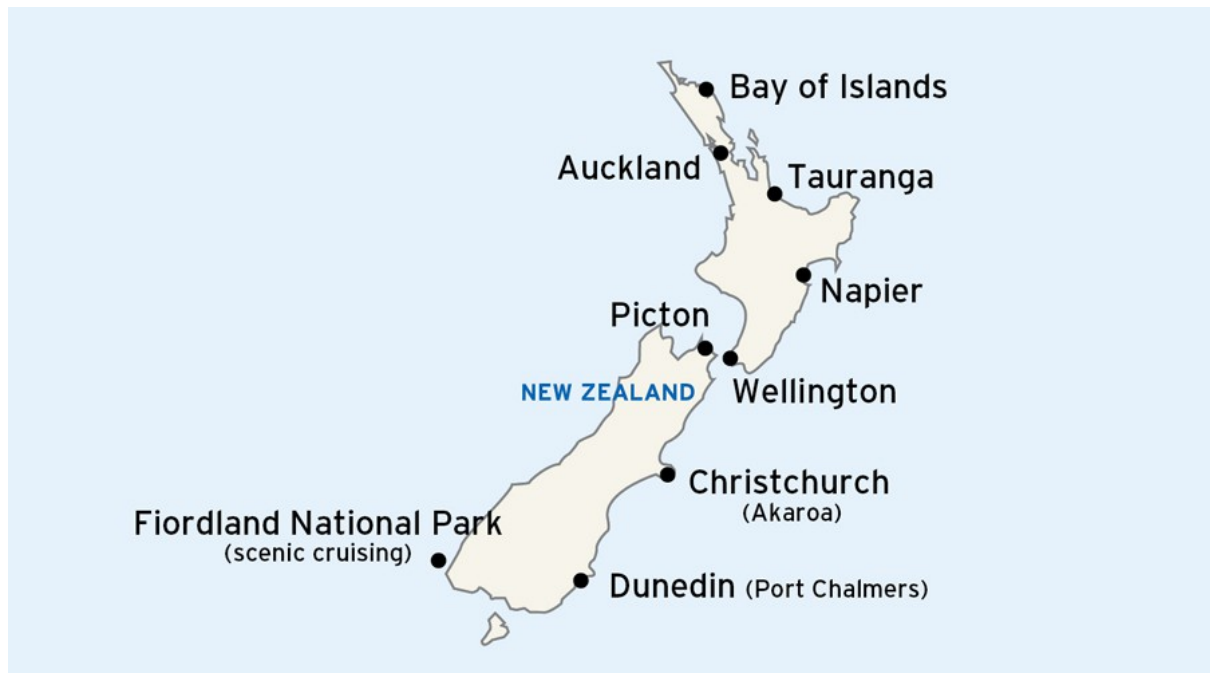 Bay of Islands
Auckland
Tauranga
Napier
Picton
Wellington
NEW ZEALAND
Christchurch
(Akaroa)
Fiordland National Park
(scenic cruising)
Dunedin (Port Chalmers)